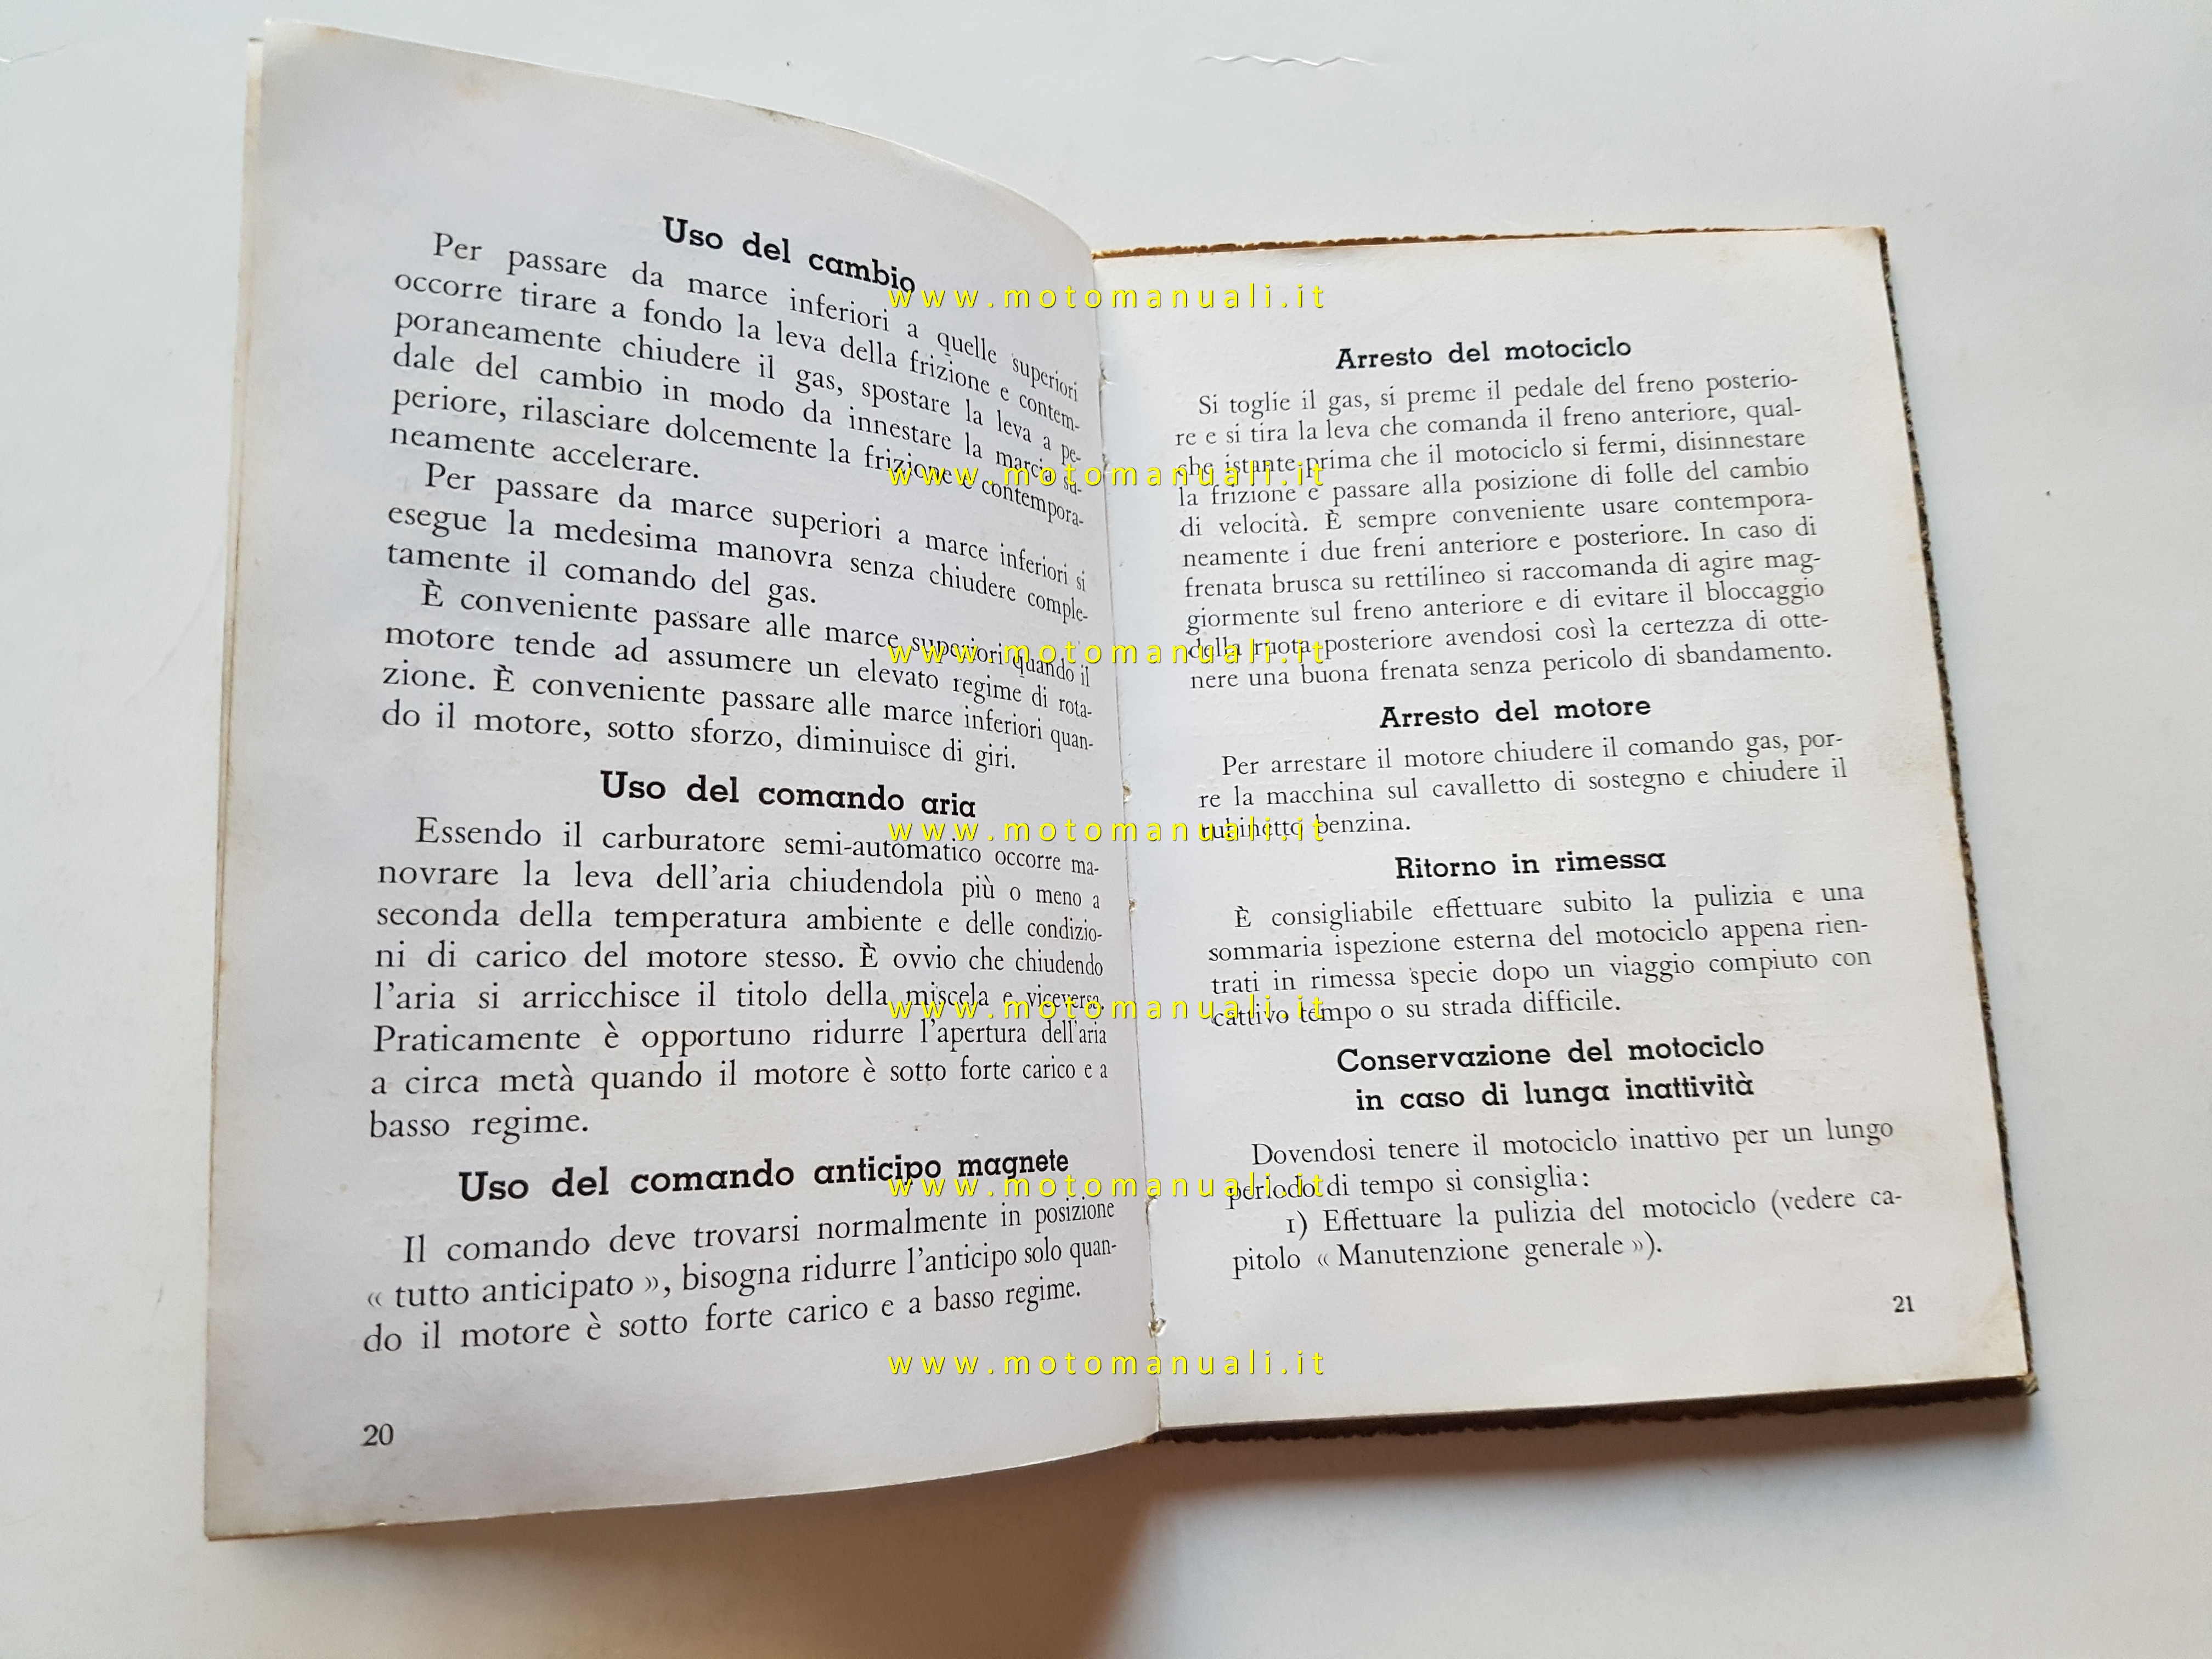 Uso del cambio
Per passare da marce inferiori a quelle superiori
occorre tirare a fondo la leva della frizione e contem-
poraneamente chiudere il gas, spostare la leva a pe-
dale del cambio in modo da innestare la marcia su-
periore, rilasciare dolcemente la frizione e contempora-
neamente accelerare.
Per passare da marce superiori a marce inferiori si
esegue la medesima manovra senza chiudere comple-
tamente il comando del gas.
È conveniente passare alle marce superiori quando il
motore tende ad assumere un elevato regime di rota-
zione. È conveniente passare alle marce inferiori quan-
do il motore, sotto sforzo, diminuisce di giri.
Uso del comando aria
Essendo il carburatore semi-automatico occorre ma-
novrare la leva dell'aria chiudendola più o meno a
seconda della temperatura ambiente e delle condizio-
ni di carico del motore stesso. È ovvio che chiudendo
l'aria si arricchisce il titolo della miscela e viceversa.
Praticamente è opportuno ridurre l'apertura dell'aria
a circa metà quando il motore è sotto forte carico e a
basso regime.
Uso del comando anticipo magnete
Il comando deve trovarsi normalmente in posizione
« tutto anticipato », bisogna ridurre l'anticipo solo quan-
do il motore è sotto forte carico e a basso regime.
20
Arresto del motociclo
Si toglie il gas, si preme il pedale del freno posterio-
re e si tira la leva che comanda il freno anteriore, qual-
che istante prima che il motociclo si fermi, disinnestare
la frizione e passare alla posizione di folle del cambio
di velocità. È sempre conveniente usare contempora-
neamente i due freni anteriore e posteriore. In caso di
frenata brusca su rettilineo si raccomanda di agire mag-
giormente sul freno anteriore e di evitare il bloccaggio
della ruota posteriore avendosi così la certezza di otte-
nere una buona frenata senza pericolo di sbandamento.
Arresto del motore
Per arrestare il motore chiudere il comando gas, por-
re la macchina sul cavalletto di sostegno e chiudere il
rubinetto benzina.
Ritorno in rimessa
È consigliabile effettuare subito la pulizia e una
sommaria ispezione esterna del motociclo appena rien-
trati in rimessa specie dopo un viaggio compiuto con
cattivo tempo o su strada difficile.
Conservazione del motociclo
in caso di lunga inattività
Dovendosi tenere il motociclo inattivo per un lungo
periodo di tempo si consiglia:
1) Effettuare la pulizia del motociclo (vedere ca-
pitolo « Manutenzione generale »).
21
www.motomanuali.it
www.motomanuali.it
www.motomanuali.it
www.motomanuali.it
www.motomanuali.it
www.motomanuali.it
www.motomanuali.it